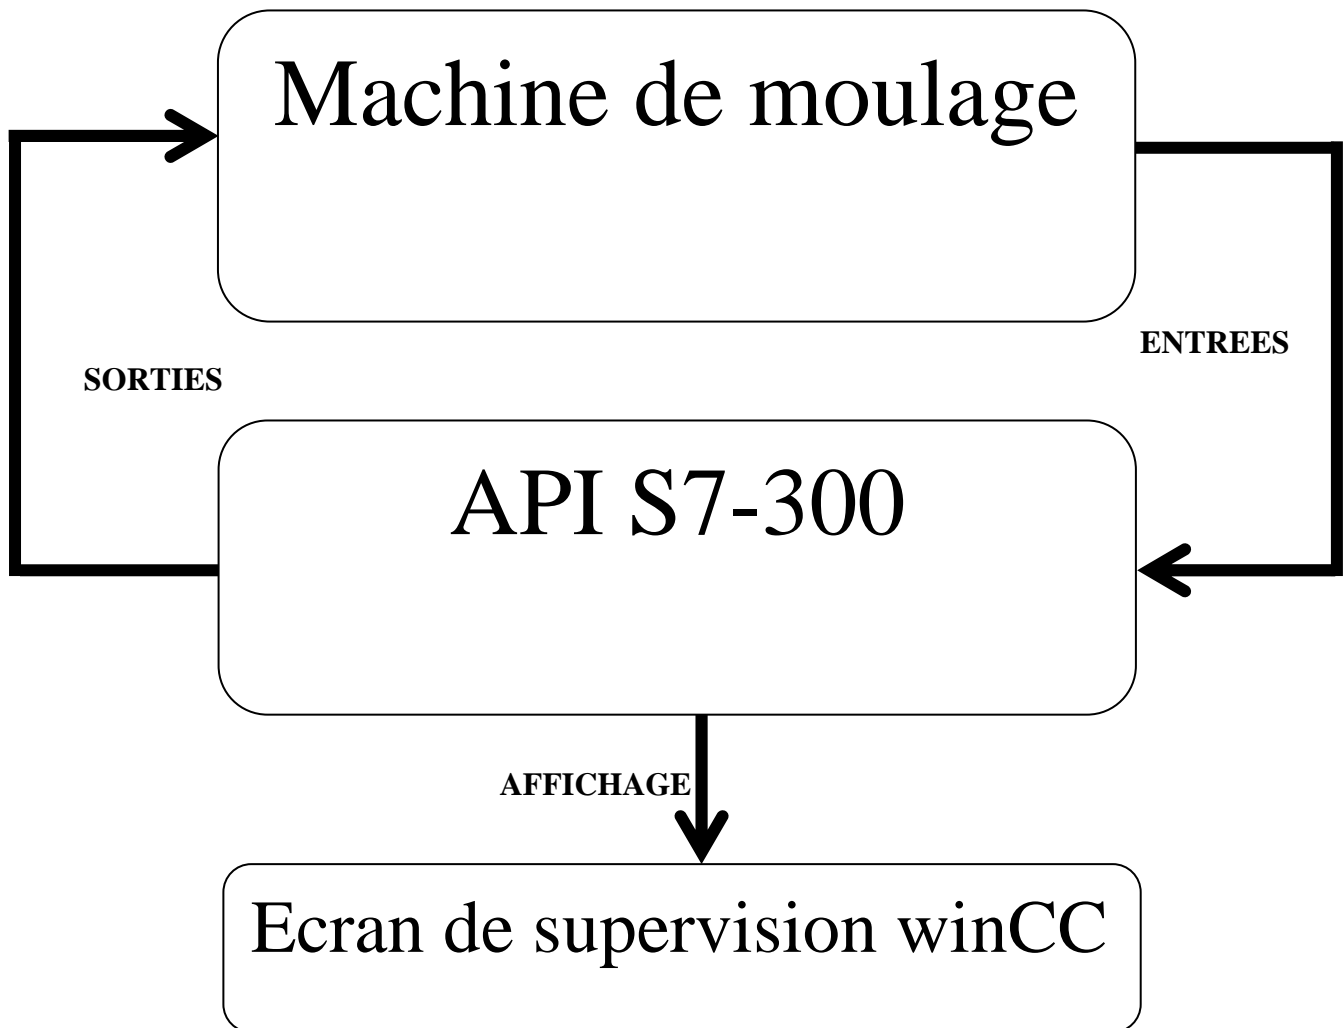 Machine de moulage
ENTREES
SORTIES
API S7-300
AFFICHAGE
Ecran de supervision winCC